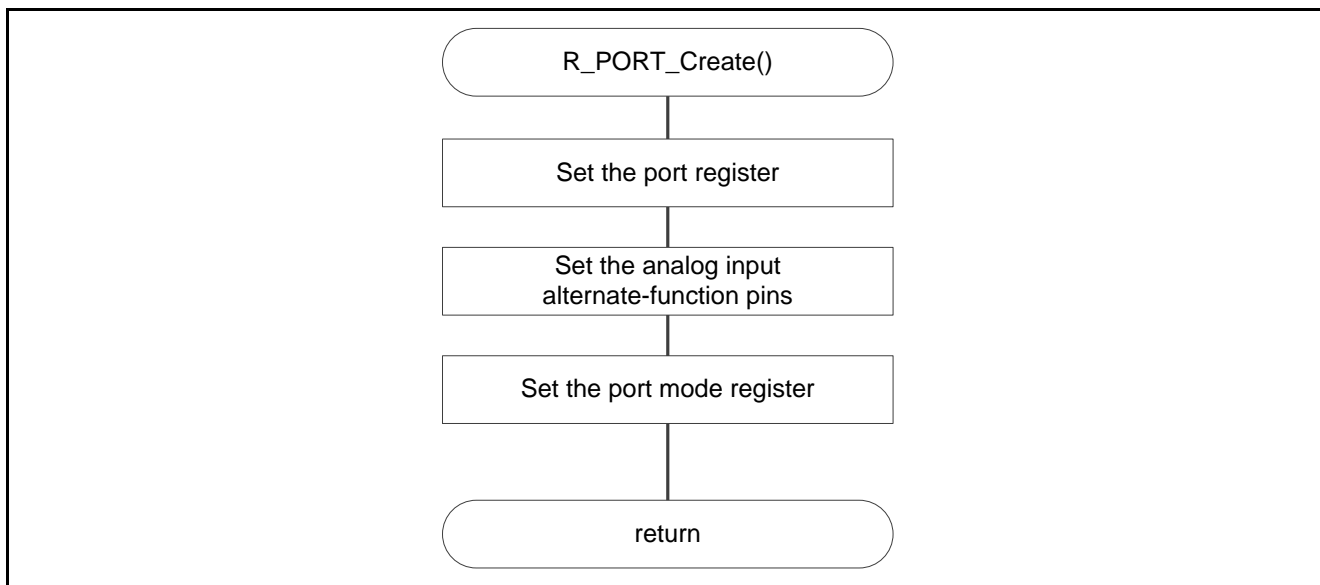 R_PORT_Create()
Set the port register
Set the analog input
alternate-function pins
Set the port mode register
return